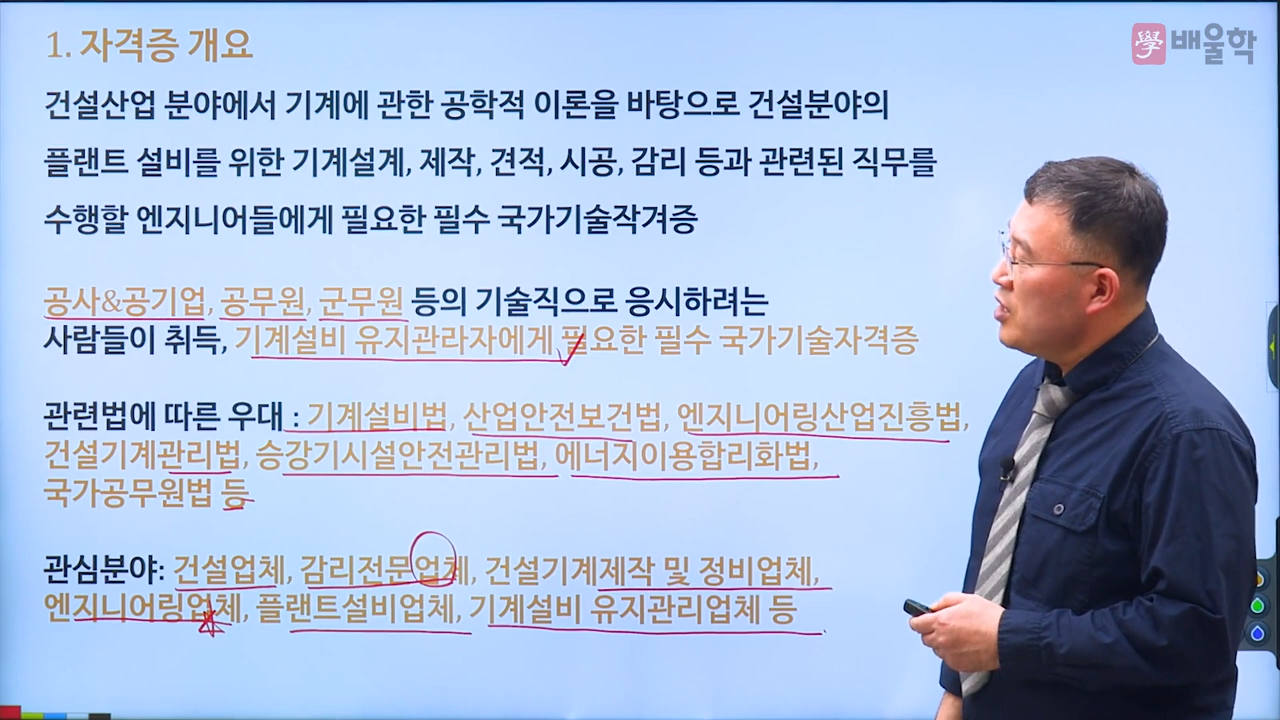 1. 자격증 개요
學 배울학
건설산업 분야에서 기계에 관한 공학적 이론을 바탕으로 건설분야의
플랜트 설비를 위한 기계설계, 제작, 견적, 시공, 감리 등과 관련된 직무를
수행할 엔지니어들에게 필요한 필수 국가기술작겨증
공사&공기업, 공무원, 군무원 등의 기술직으로 응시하려는
사람들이 취득, 기계설비 유지관라자에게 필요한 필수 국가기술자격증
관련법에 따른 우대 : 기계설비법, 산업안전보건법, 엔지니어링산업진흥법,
건설기계관리법, 승강기시설안전관리법, 에너지이용합리화법,
국가공무원법 등
관심분야: 건설업체, 감리전문업체, 건설기계제작 및 정비업체,
엔지니어링업체, 플랜트설비업체, 기계설비 유지관리업체 등